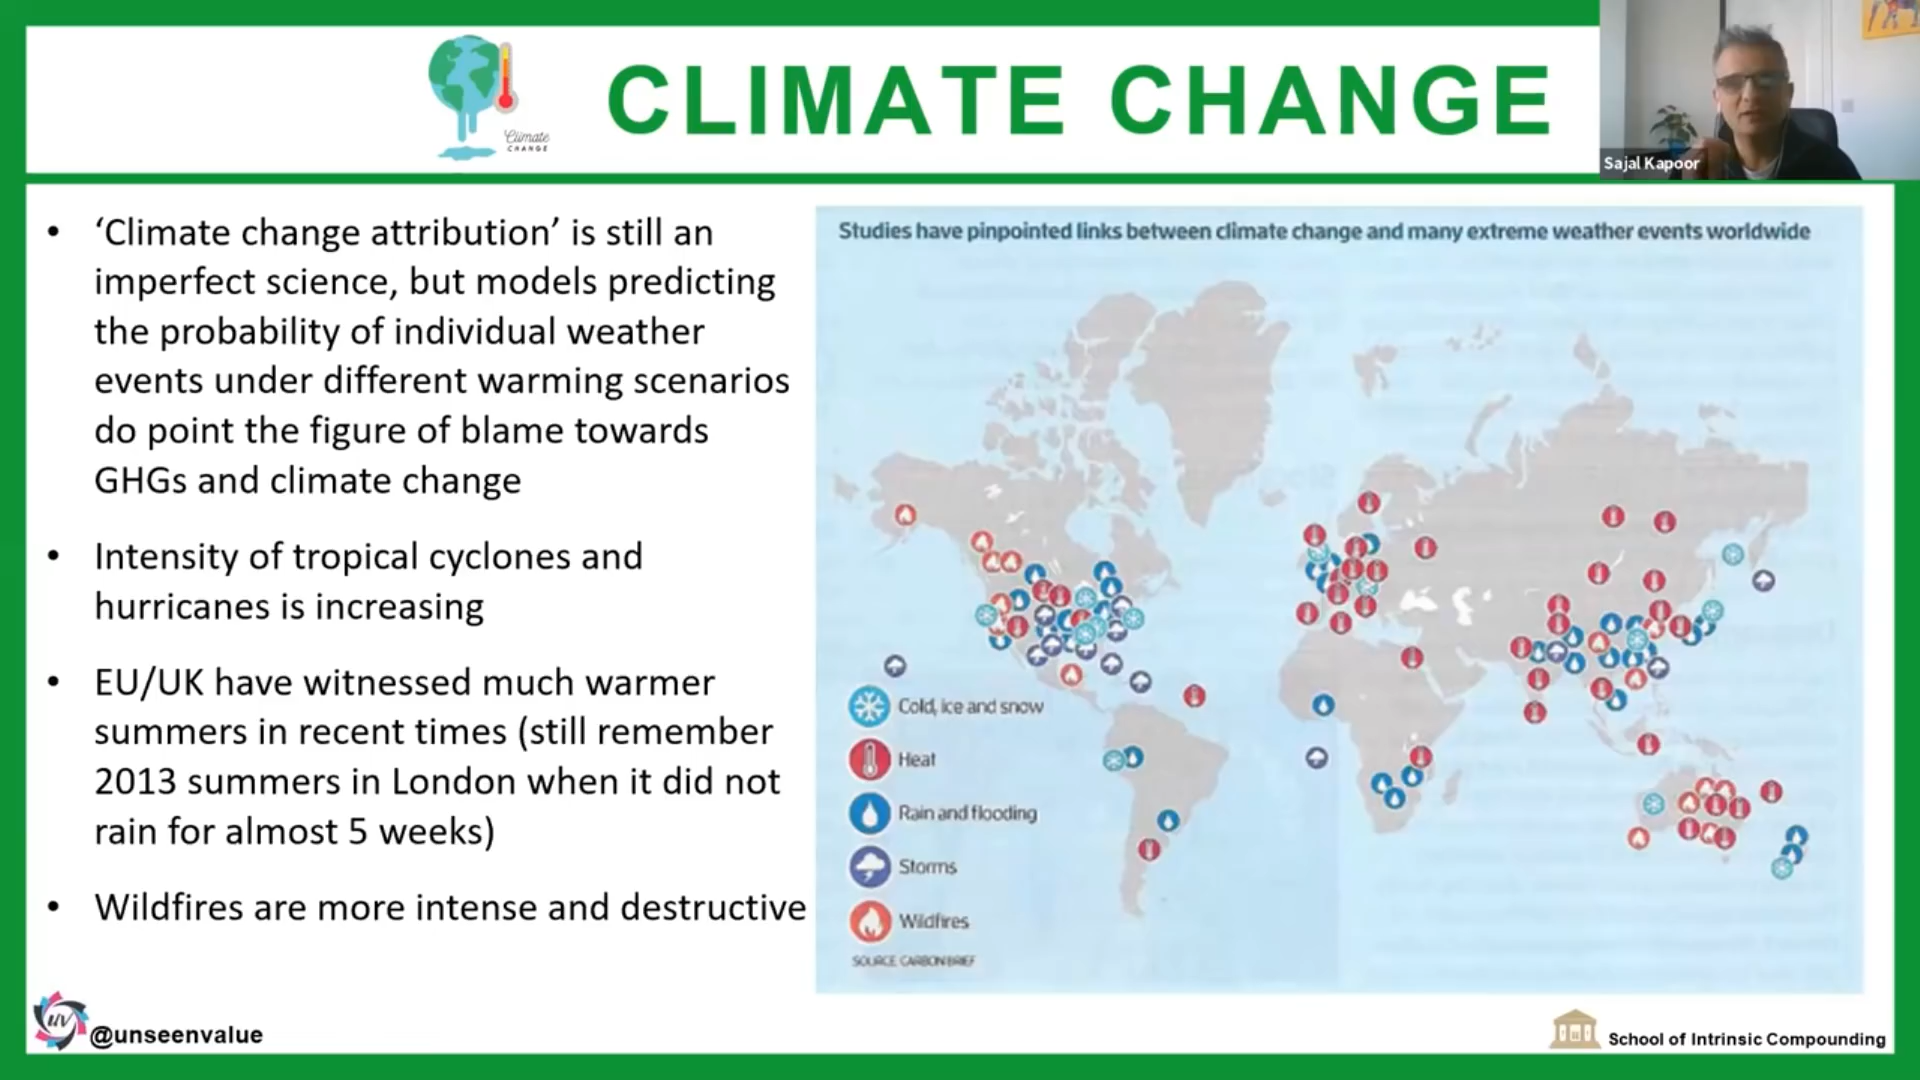 Climate
CHANGE
CLIMATE CHANGE
Sajal Kapoor
• ‘Climate change attribution’ is still an
imperfect science, but models predicting
the probability of individual weather
events under different warming scenarios
do point the figure of blame towards
GHGs and climate change
• Intensity of tropical cyclones and
hurricanes is increasing
• EU/UK have witnessed much warmer
summers in recent times (still remember
2013 summers in London when it did not
rain for almost 5 weeks)
• Wildfires are more intense and destructive
Studies have pinpointed links between climate change and many extreme weather events worldwide
Cold, ice and snow
Heat
Rain and flooding
Storms
Wildfires
SOURCE CARBON BRIEF
UV
@unseenvalue
School of Intrinsic Compounding